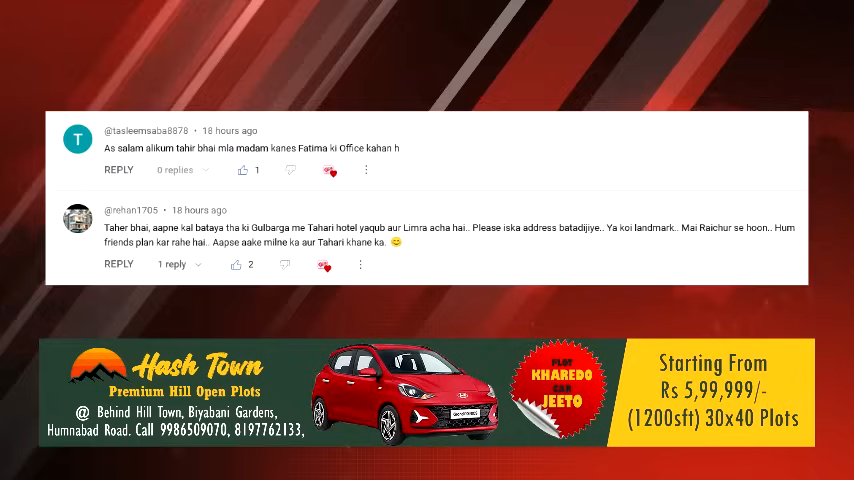 T
@tasleemsaba8878 • 18 hours ago
As salam alikum tahir bhai mla madam kanes Fatima ki Office kahan h
REPLY 0 replies 1
@rehan1705 • 18 hours ago
Taher bhai, aapne kal bataya tha ki Gulbarga me Tahari hotel yaqub aur Limra acha hai.. Please iska address batadijiye.. Ya koi landmark.. Mai Raichur se hoon.. Hum
friends plan kar rahe hai.. Aapse aake milne ka aur Tahari khane ka. 😊
REPLY 1 reply 2
Hash Town
Premium Hill Open Plots
@ Behind Hill Town, Biyabani Gardens,
Humnabad Road. Call 9986509070, 8197762133,
PLOT
KHAREDO
CAR
JEETO
Starting From
Rs 5,99,999/-
(1200sft) 30x40 Plots